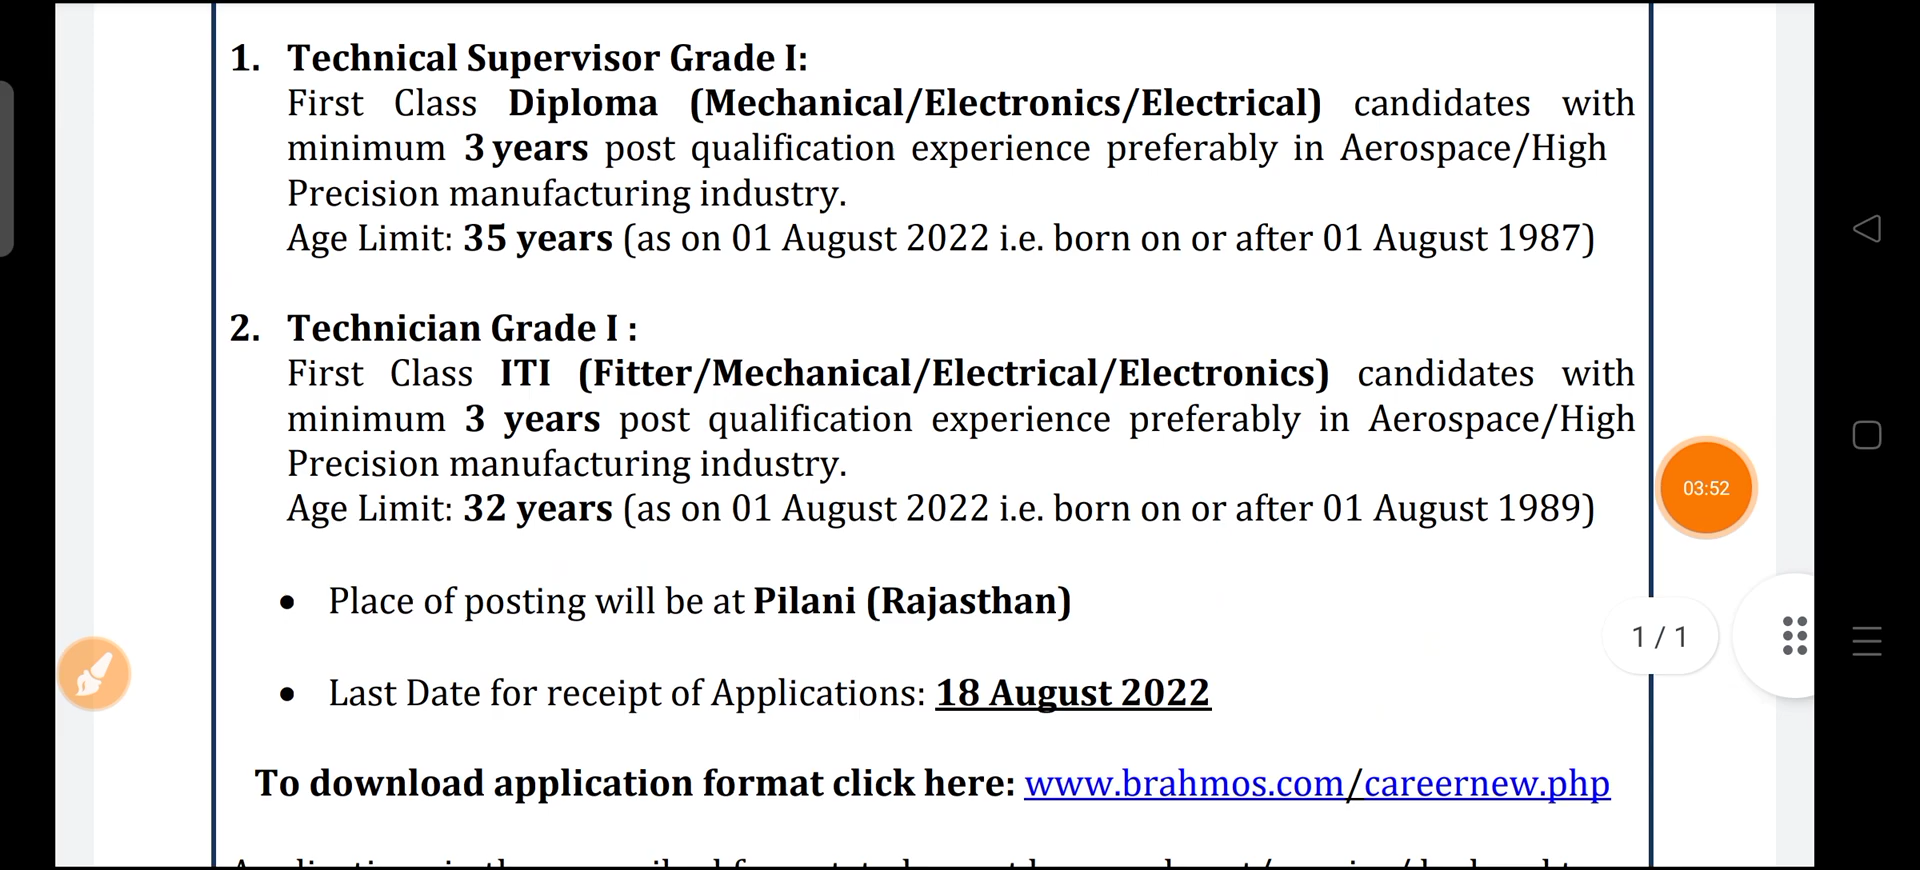 1. Technical Supervisor Grade I:
First Class Diploma (Mechanical/Electronics/Electrical) candidates with
minimum 3 years post qualification experience preferably in Aerospace/High
Precision manufacturing industry.
Age Limit: 35 years (as on 01 August 2022 i.e. born on or after 01 August 1987)
2. Technician Grade I :
First Class ITI (Fitter/Mechanical/Electrical/Electronics) candidates with
minimum 3 years post qualification experience preferably in Aerospace/High
Precision manufacturing industry.
Age Limit: 32 years (as on 01 August 2022 i.e. born on or after 01 August 1989)
03:52
• Place of posting will be at Pilani (Rajasthan)
1 / 1
• Last Date for receipt of Applications: 18 August 2022
To download application format click here: www.brahmos.com/careernew.php